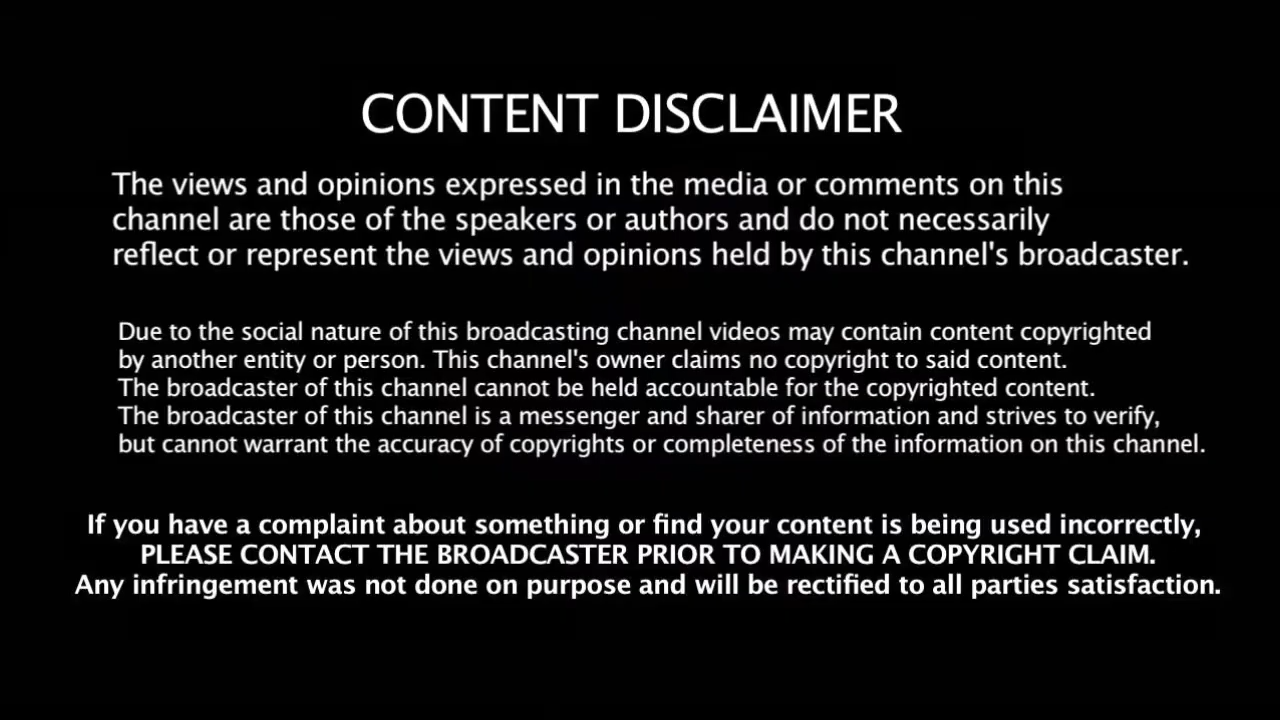 CONTENT DISCLAIMER
The views and opinions expressed in the media or comments on this
channel are those of the speakers or authors and do not necessarily
reflect or represent the views and opinions held by this channel's broadcaster.
Due to the social nature of this broadcasting channel videos may contain content copyrighted
by another entity or person. This channel's owner claims no copyright to said content.
The broadcaster of this channel cannot be held accountable for the copyrighted content.
The broadcaster of this channel is a messenger and sharer of information and strives to verify,
but cannot warrant the accuracy of copyrights or completeness of the information on this channel.
If you have a complaint about something or find your content is being used incorrectly,
PLEASE CONTACT THE BROADCASTER PRIOR TO MAKING A COPYRIGHT CLAIM.
Any infringement was not done on purpose and will be rectified to all parties satisfaction.